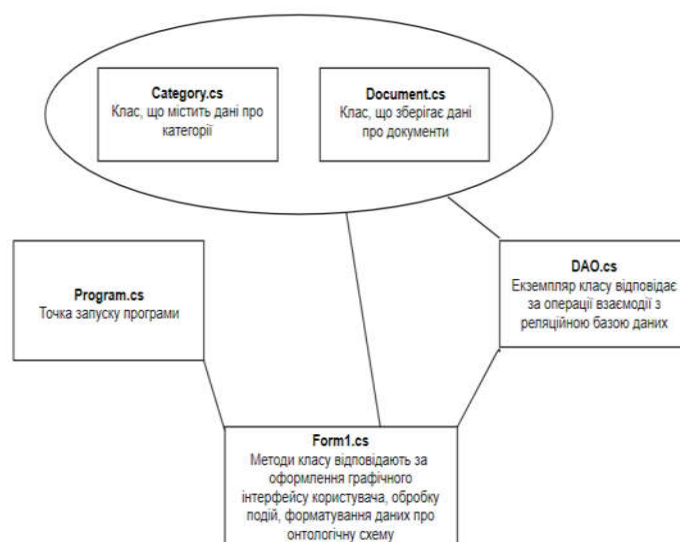 Category.cs
Клас, що містить дані про
категорії
Document.cs
Клас, що зберігає дані
про документи
Program.cs
Точка запуску програми
DAO.cs
Екземпляр класу відповідає
за операції взаємодії з
реляційною базою даних
Form1.cs
Методи класу відповідають за
оформлення графічного
інтерфейсу користувача, обробку
подій, форматування даних про
онтологічну схему